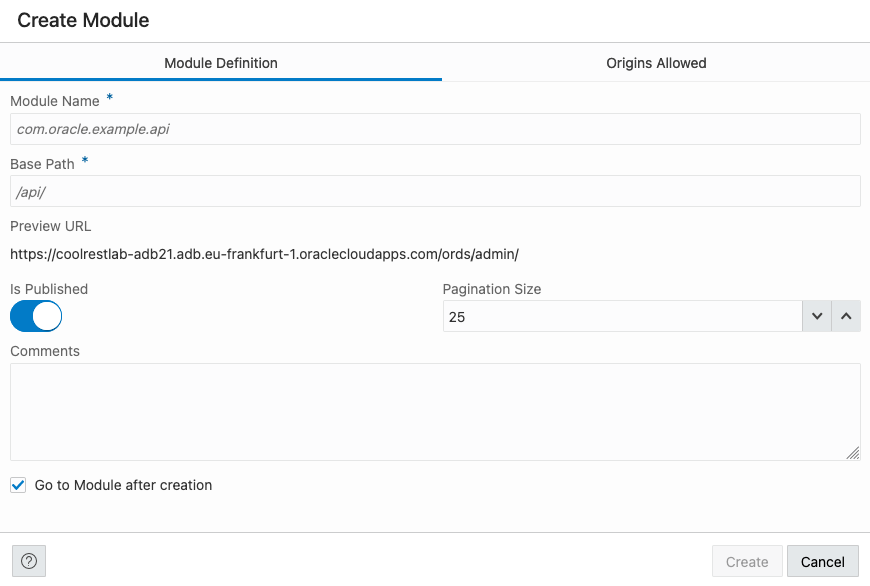 Create Module
Module Definition
Origins Allowed
Module Name *
com.oracle.example.api
Base Path *
/api/
Preview URL
https://coolrestlab-adb21.adb.eu-frankfurt-1.oraclecloudapps.com/ords/admin/
Is Published
Pagination Size
25
Comments
Go to Module after creation
?
Create
Cancel